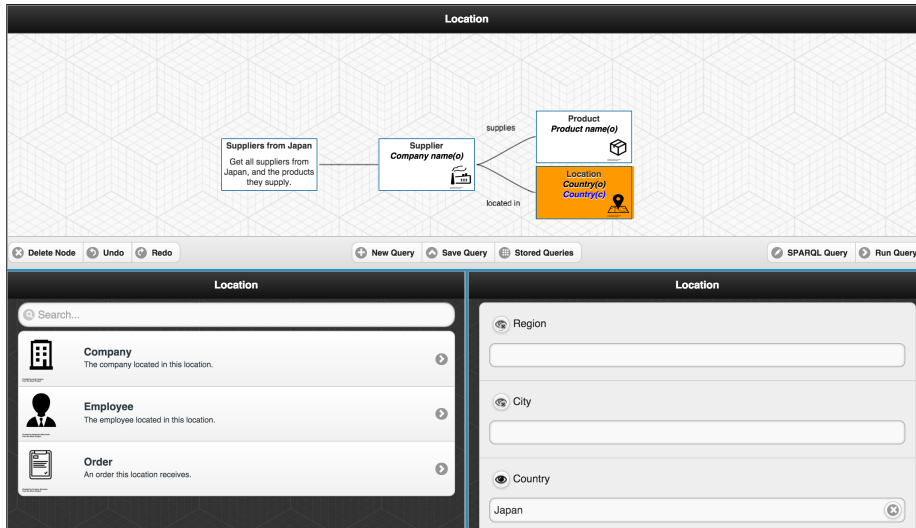 Location
Suppliers from Japan
Get all suppliers from
Japan, and the products
they supply.
Supplier
Company name(o)
supplies
Product
Product name(o)
located in
Location
Country(o)
Country(c)
Delete Node Undo Redo New Query Save Query Stored Queries SPARQL Query Run Query
Location
Search...
Company
The company located in this location.
Employee
The employee located in this location.
Order
An order this location receives.
Location
Region
City
Country
Japan